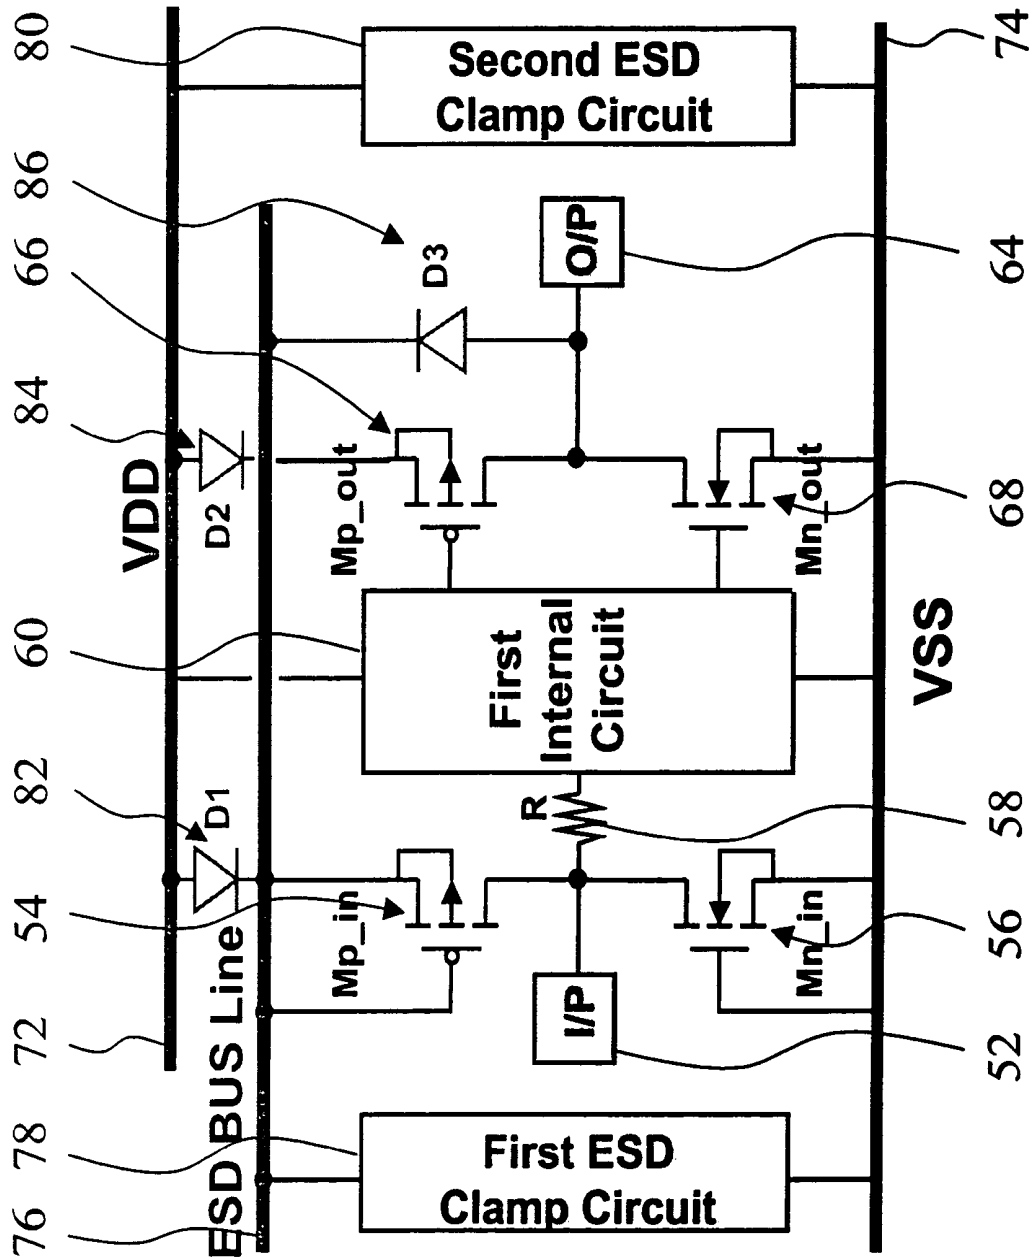 76
78
72
54
82
60
84
66
86
80
VDD
ESD BUS Line
D1
D2
Mp_in
Mp_out
D3
First ESD
Clamp Circuit
I/P
R
First
Internal
Circuit
O/P
Second ESD
Clamp Circuit
Mn_in
Mn_out
VSS
52
56
58
68
64
74